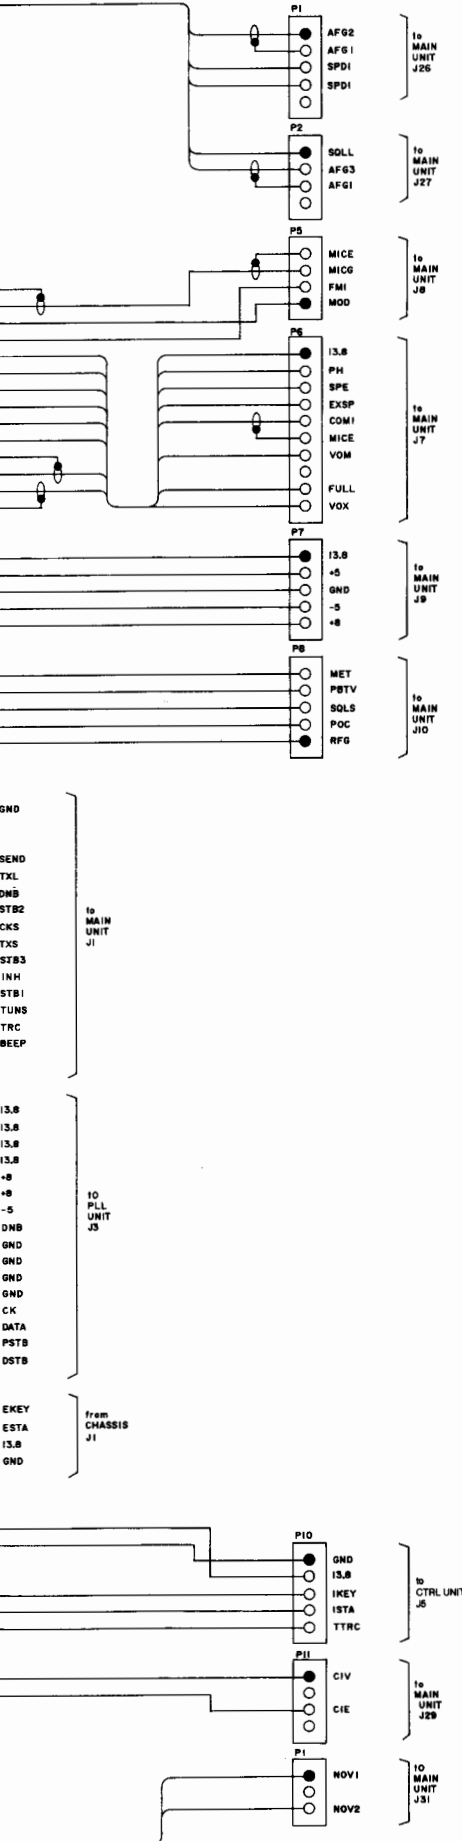 P1
AFG2
AFG1
SPDI
SPDI
to
MAIN
UNIT
J26
P2
SQLL
AFG3
AFG1
to
MAIN
UNIT
J27
P5
MICE
MICG
FMI
MOD
to
MAIN
UNIT
J8
P6
13.8
PH
SPE
EXSP
COMI
MICE
VOM
FULL
VOX
to
MAIN
UNIT
J7
P7
13.8
+5
GND
-5
+8
to
MAIN
UNIT
J9
P8
MET
PBTV
SQLS
POC
RFG
to
MAIN
UNIT
J10
GND
SEND
TXL
DNB
STB2
CKS
TXS
STB3
INH
STB1
TUNS
TRC
BEEP
to
MAIN
UNIT
J1
13.8
13.8
13.8
13.8
+8
+8
-5
DNB
GND
GND
GND
GND
CK
DATA
PSTB
DSTB
to
PLL
UNIT
J3
EKEY
ESTA
13.8
GND
from
CHASSIS
J1
P10
GND
13.8
IKEY
ISTA
TTRC
to
CTRL UNIT
J5
P11
CIV
CIE
to
MAIN
UNIT
J29
P1
NOV1
NOV2
to
MAIN
UNIT
J31